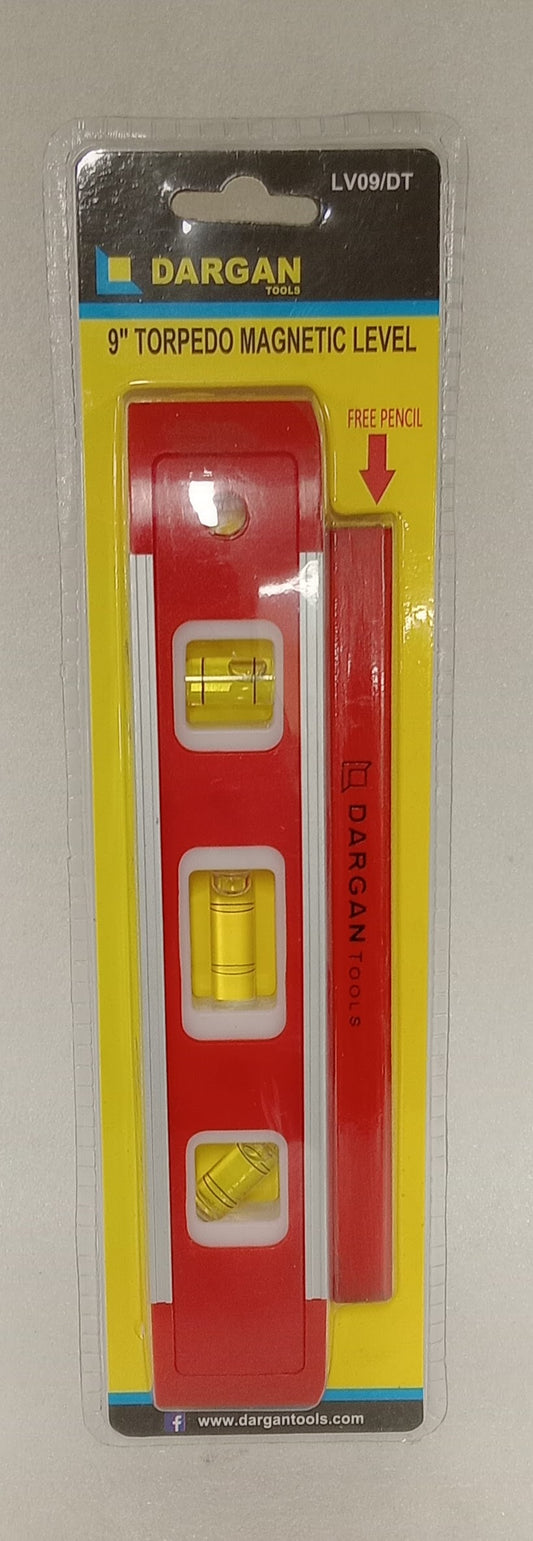 LV09/DT
DARGAN
TOOLS
9" TORPEDO MAGNETIC LEVEL
FREE PENCIL
DARGAN TOOLS
f www.dargantools.com